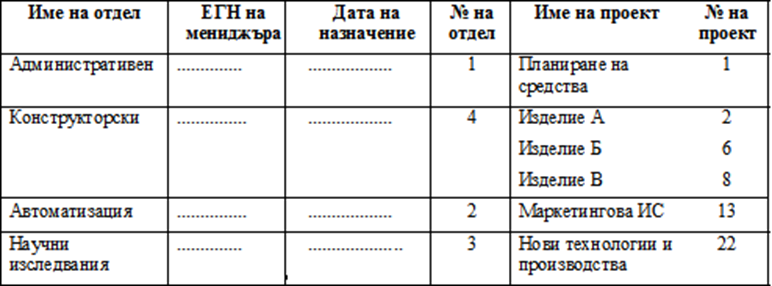 Име на отдел ЕГН на мениджъра Дата на назначение № на отдел Име на проект № на проект
Административен .............. .................. 1 Планиране на средства 1
Конструкторски ............... .................. 4 Изделие А 2
Изделие Б 6
Изделие В 8
Автоматизация ............... .................. 2 Маркетингова ИС 13
Научни изследвания .............. .................... 3 Нови технологии и производства 22